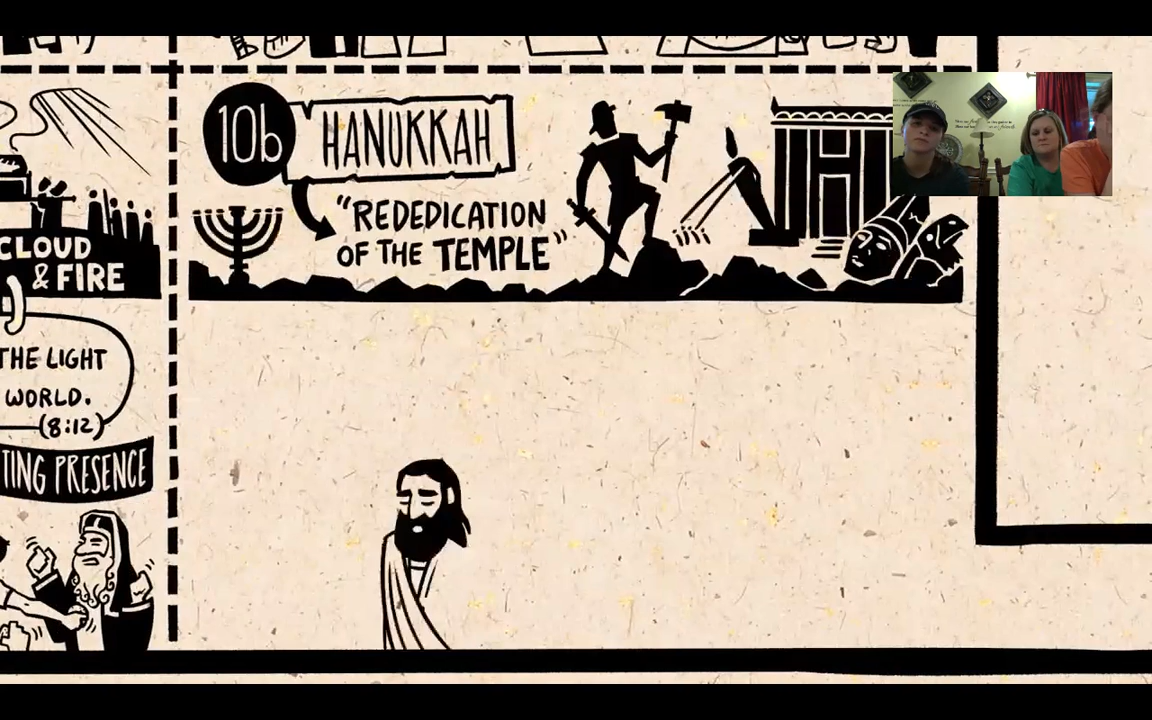 10b HANUKKAH
"REDEDICATION
OF THE TEMPLE"
CLOUD
& FIRE
THE LIGHT
WORLD.
(8:12)
TING PRESENCE